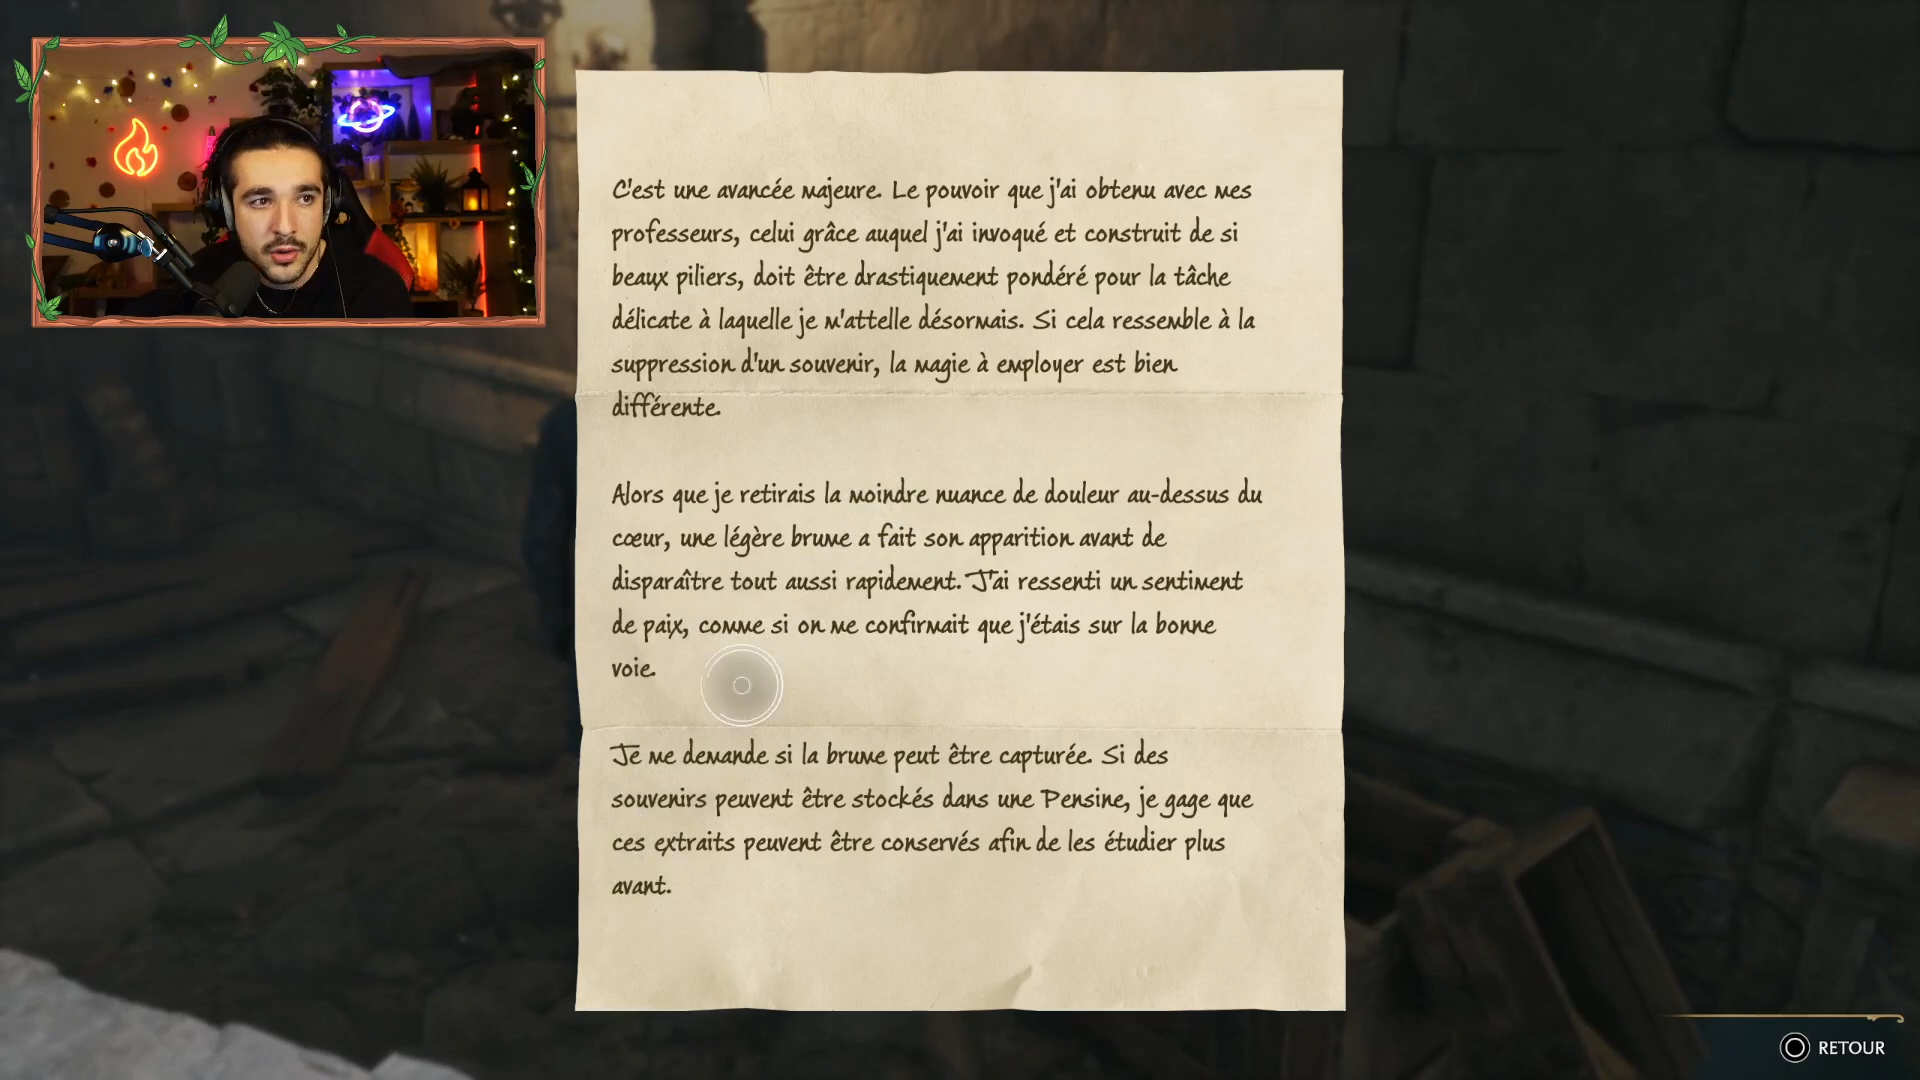 C'est une avancée majeure. Le pouvoir que j'ai obtenu avec mes
professeurs, celui grâce auquel j'ai invoqué et construit de si
beaux piliers, doit être drastiquement pondéré pour la tâche
délicate à laquelle je m'attelle désormais. Si cela ressemble à la
suppression d'un souvenir, la magie à employer est bien
différente.
Alors que je retirais la moindre nuance de douleur au-dessus du
cœur, une légère brume a fait son apparition avant de
disparaître tout aussi rapidement. J'ai ressenti un sentiment
de paix, comme si on me confirmait que j'étais sur la bonne
voie.
Je me demande si la brume peut être capturée. Si des
souvenirs peuvent être stockés dans une Pensine, je gage que
ces extraits peuvent être conservés afin de les étudier plus
avant.
RETOUR